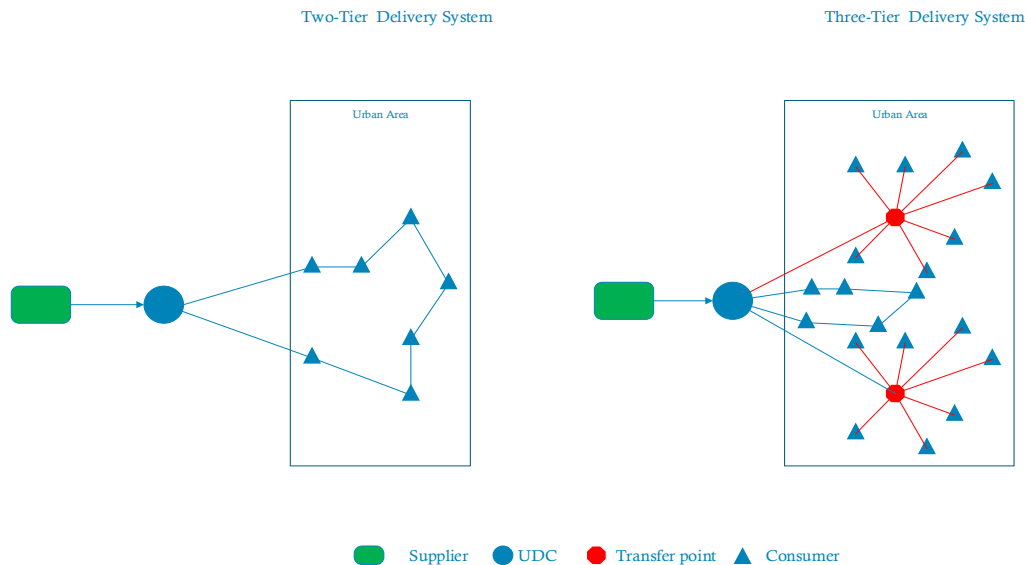 Two-Tier Delivery System
Three-Tier Delivery System
Urban Area
Urban Area
Supplier
UDC
Transfer point
Consumer